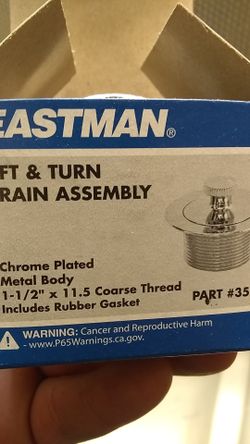 EASTMAN®
FT & TURN
RAIN ASSEMBLY
Chrome Plated
Metal Body
1-1/2" x 11.5 Coarse Thread
Includes Rubber Gasket
PART #35
WARNING: Cancer and Reproductive Harm
- www.P65Warnings.ca.gov.